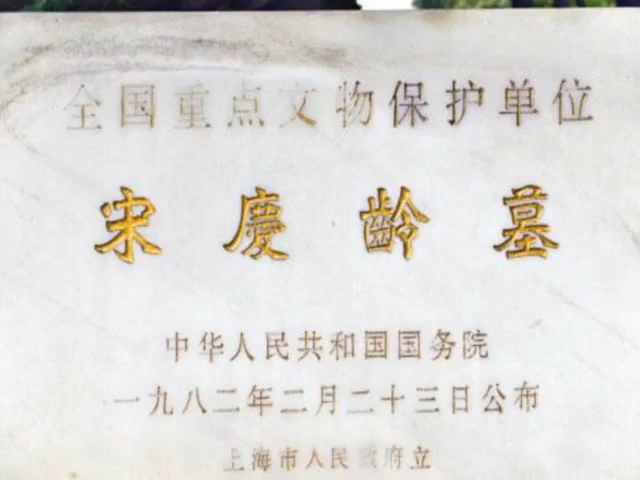 全国重点文物保护单位
宋慶齡墓
中华人民共和国国务院
一九八二年二月二十三日公布
上海市人民政府立